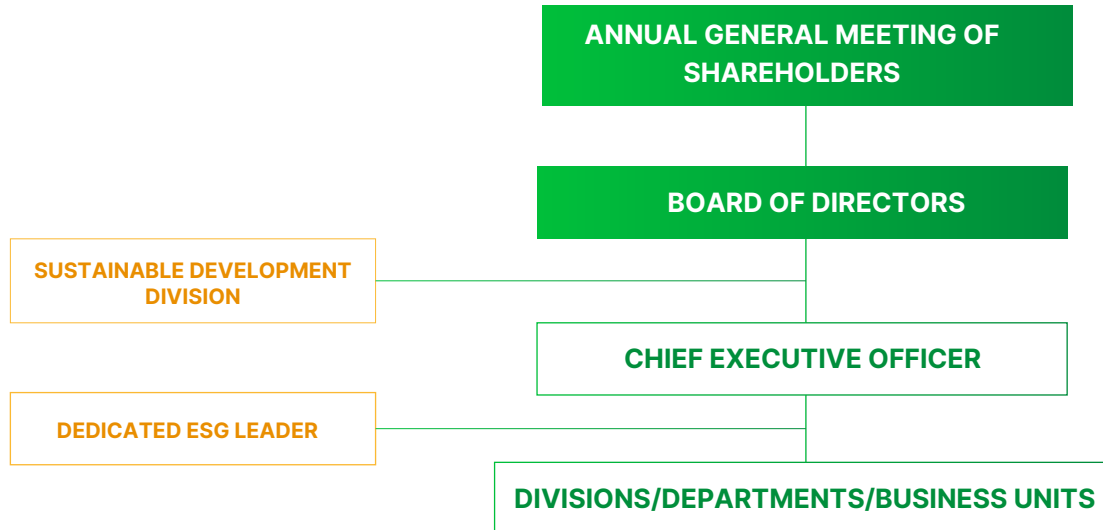 ANNUAL GENERAL MEETING OF
SHAREHOLDERS
BOARD OF DIRECTORS
SUSTAINABLE DEVELOPMENT
DIVISION
CHIEF EXECUTIVE OFFICER
DEDICATED ESG LEADER
DIVISIONS/DEPARTMENTS/BUSINESS UNITS